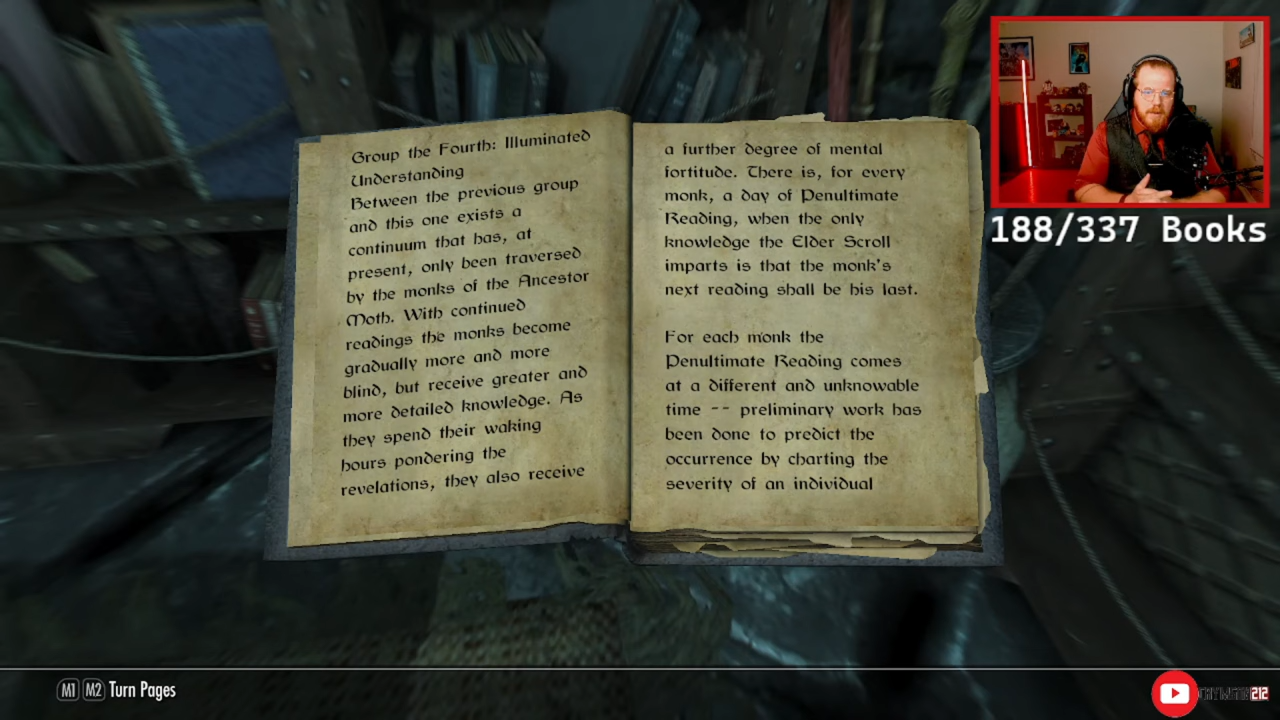 Group the Fourth: Illuminated
Understanding
Between the previous group
and this one exists a
continuum that has, at
present, only been traversed
by the monks of the Ancestor
Moth. With continued
readings the monks become
gradually more and more
blind, but receive greater and
more detailed knowledge. As
they spend their waking
hours pondering the
revelations, they also receive
a further degree of mental
fortitude. There is, for every
monk, a day of Penultimate
Reading, when the only
knowledge the Elder Scroll
imparts is that the monk's
next reading shall be his last.
For each monk the
Penultimate Reading comes
at a different and unknowable
time -- preliminary work has
been done to predict the
occurrence by charting the
severity of an individual
188/337 Books
M1 M2 Turn Pages
212